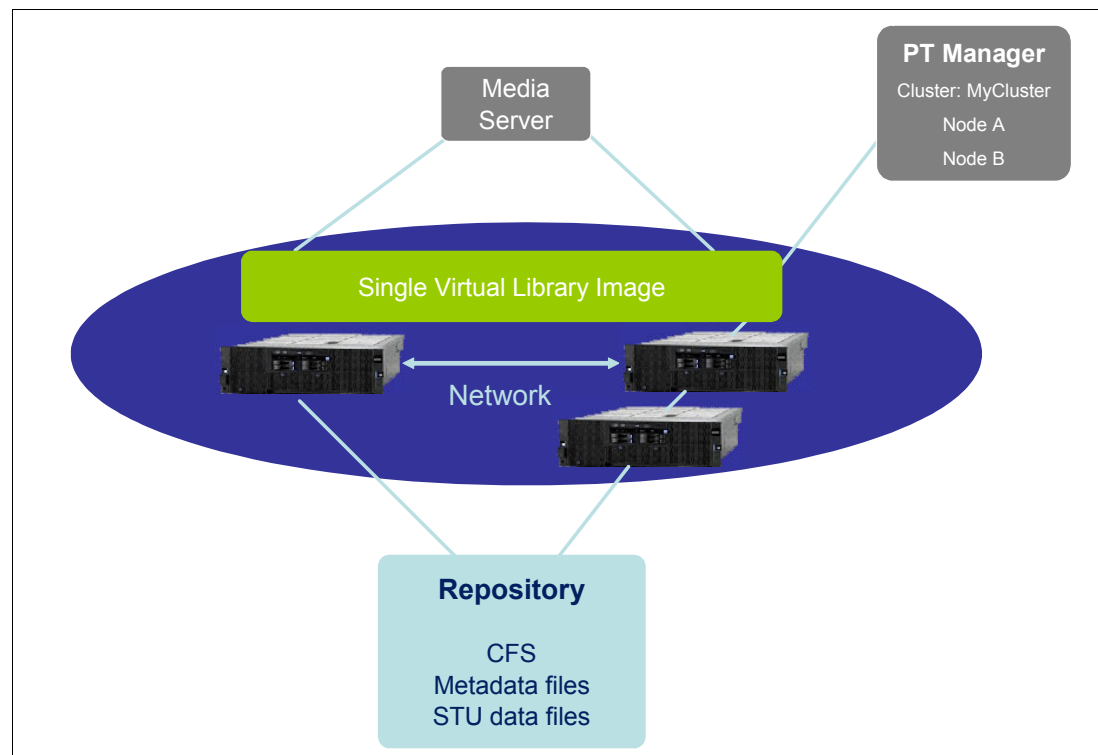 PT Manager
Cluster: MyCluster
Node A
Node B
Media
Server
Single Virtual Library Image
Network
Repository
CFS
Metadata files
STU data files